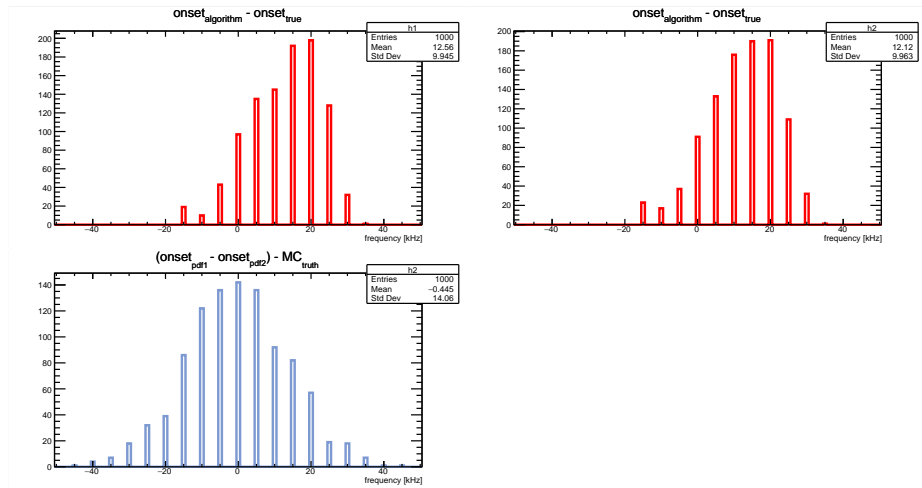 onset_algorithm - onset_true
h1
Entries 1000
Mean 12.56
Std Dev 9.945
200
180
160
140
120
100
80
60
40
20
0
−40 −20 0 20 40
frequency [kHz]
onset_algorithm - onset_true
h2
Entries 1000
Mean 12.12
Std Dev 9.963
200
180
160
140
120
100
80
60
40
20
0
−40 −20 0 20 40
frequency [kHz]
(onset_pdf1 - onset_pdf2) - MC_truth
h2
Entries 1000
Mean −0.445
Std Dev 14.06
140
120
100
80
60
40
20
0
−40 −20 0 20 40
frequency [kHz]